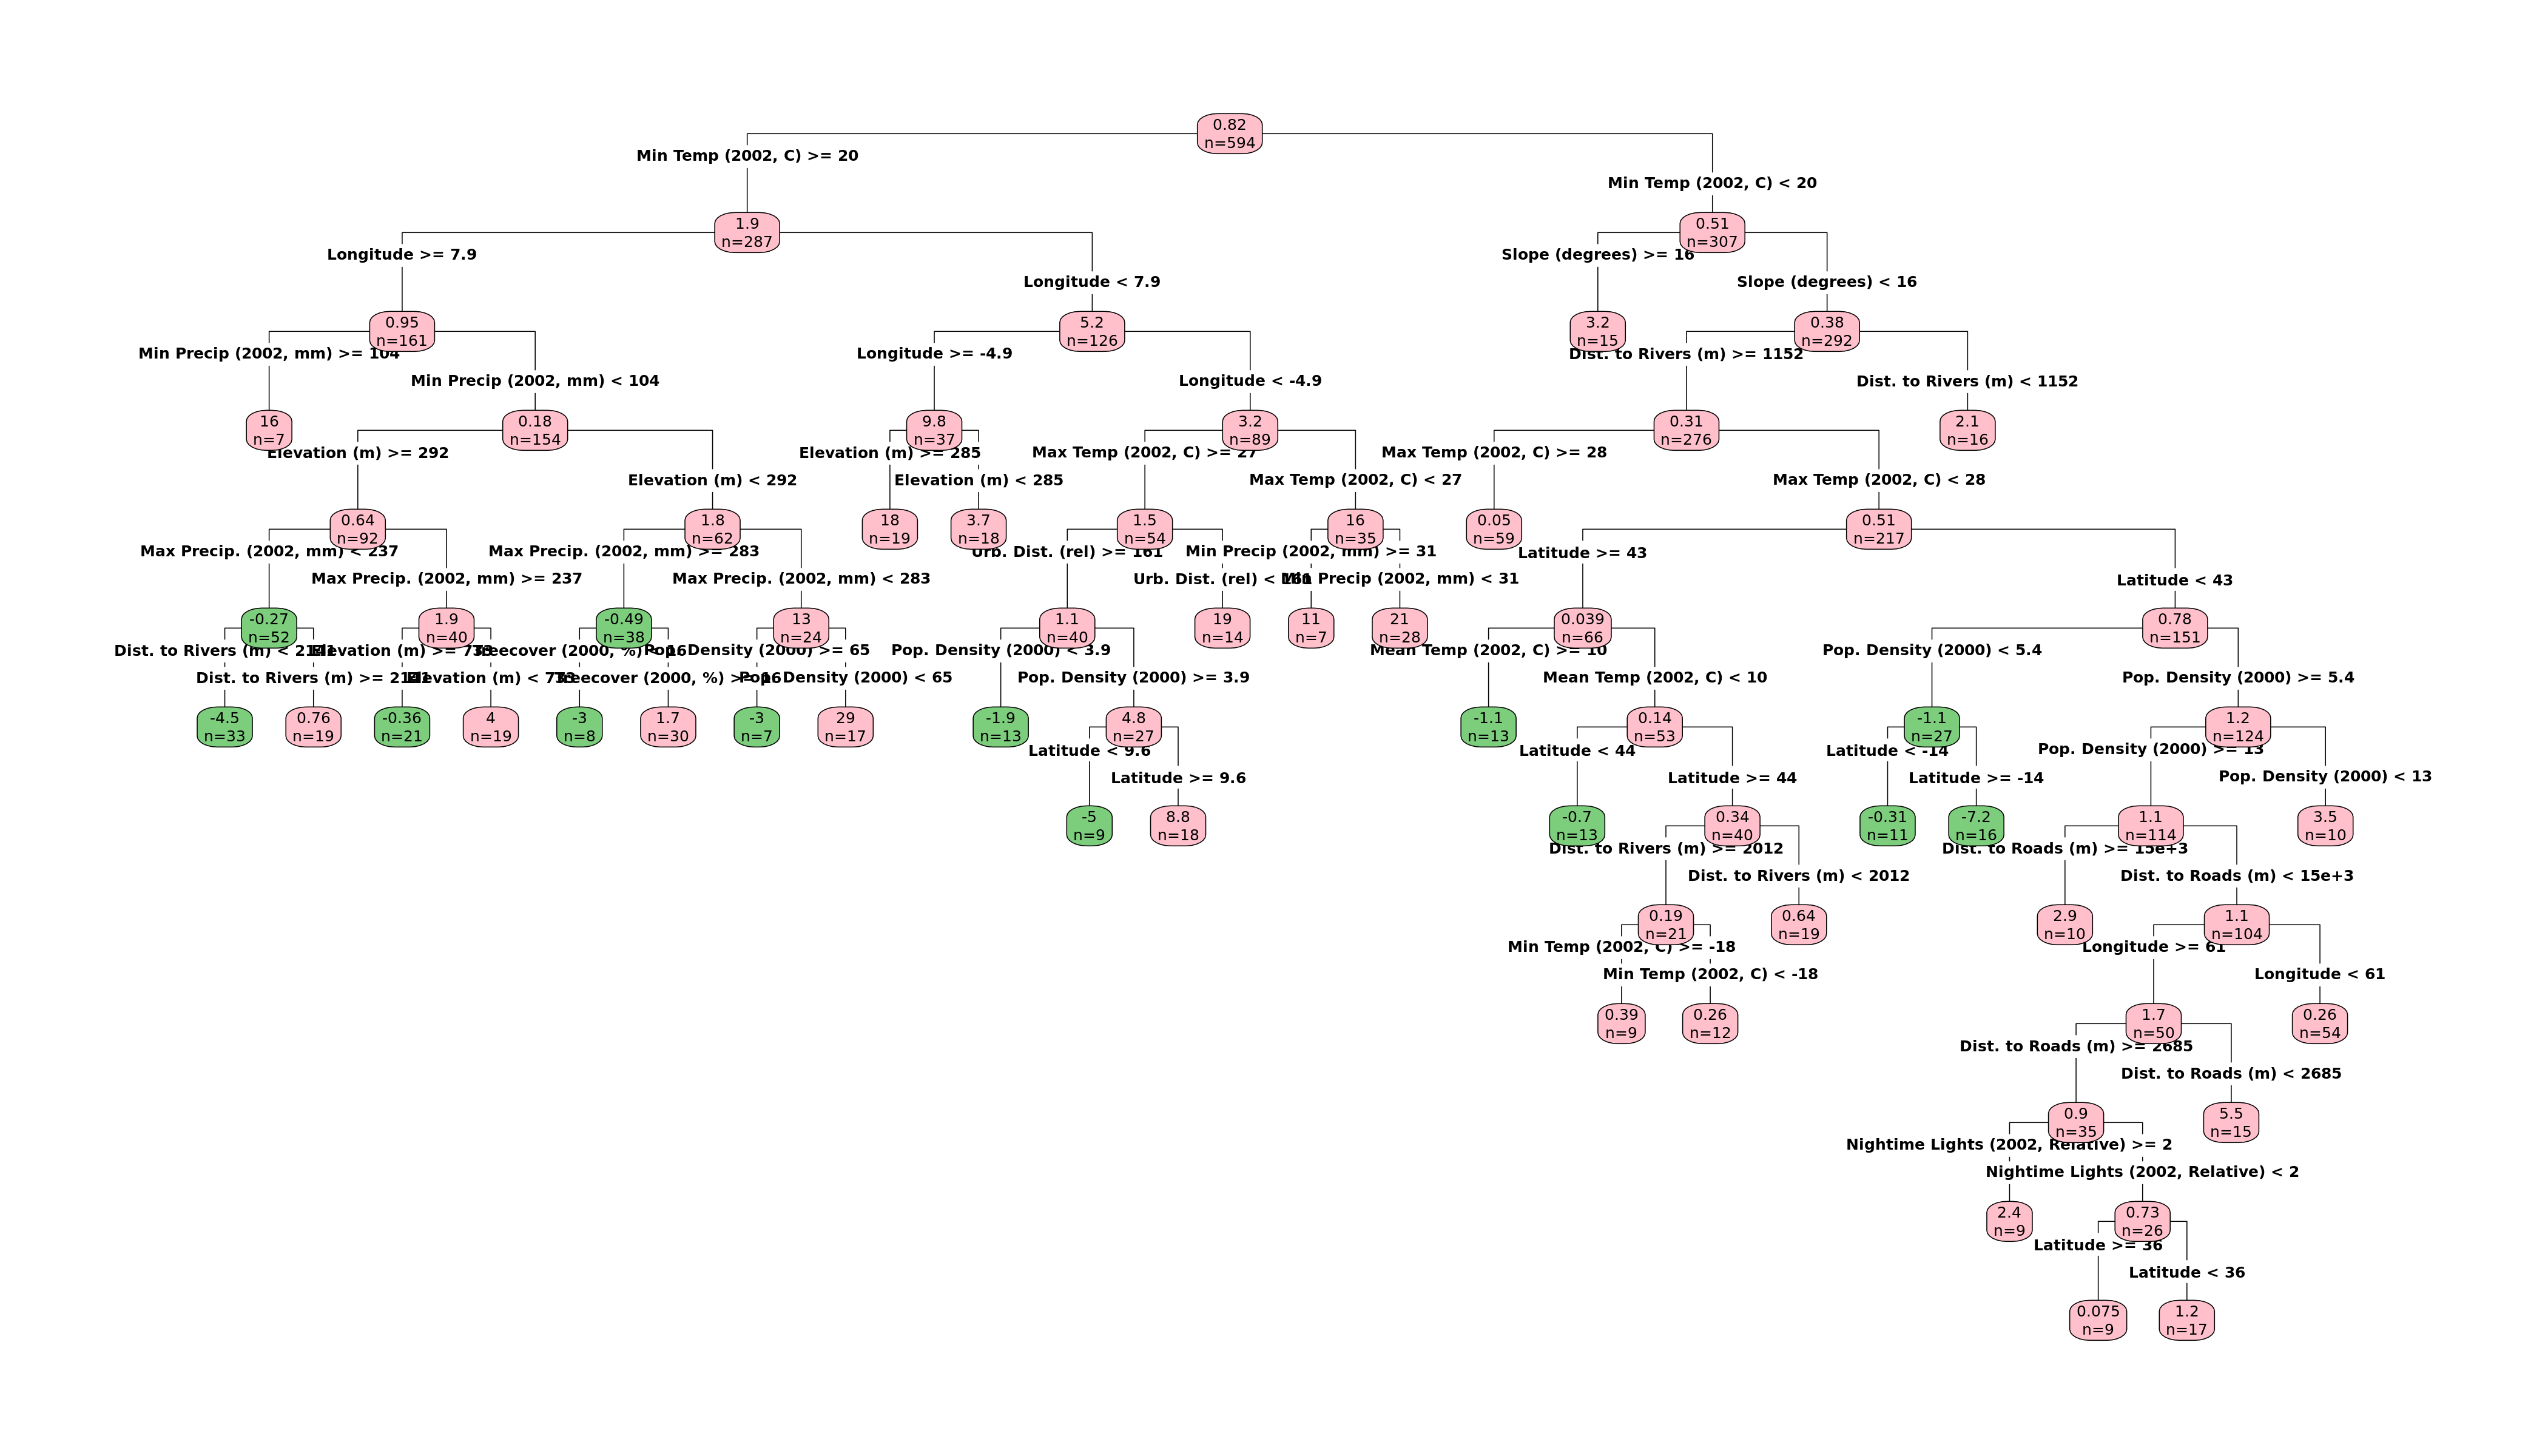 0.82
n=594
Min Temp (2002, C) >= 20
Min Temp (2002, C) < 20
1.9
n=287
0.51
n=307
Longitude >= 7.9
Longitude < 7.9
Slope (degrees) >= 16
Slope (degrees) < 16
0.95
n=161
5.2
n=126
3.2
n=15
0.38
n=292
Min Precip (2002, mm) >= 104
Min Precip (2002, mm) < 104
Longitude >= -4.9
Longitude < -4.9
Dist. to Rivers (m) >= 1152
Dist. to Rivers (m) < 1152
16
n=7
0.18
n=154
9.8
n=37
3.2
n=89
0.31
n=276
2.1
n=16
Elevation (m) >= 292
Elevation (m) < 292
Elevation (m) >= 285
Elevation (m) < 285
Max Temp (2002, C) >= 27
Max Temp (2002, C) < 27
Max Temp (2002, C) >= 28
Max Temp (2002, C) < 28
0.64
n=92
1.8
n=62
18
n=19
3.7
n=18
1.5
n=54
16
n=35
0.05
n=59
0.51
n=217
Max Precip. (2002, mm) < 237
Max Precip. (2002, mm) >= 237
Max Precip. (2002, mm) >= 283
Max Precip. (2002, mm) < 283
Urb. Dist. (rel) >= 161
Urb. Dist. (rel) < 161
Min Precip (2002, mm) >= 31
Min Precip (2002, mm) < 31
Latitude >= 43
Latitude < 43
-0.27
n=52
1.9
n=40
-0.49
n=38
13
n=24
1.1
n=40
19
n=14
11
n=7
21
n=28
0.039
n=66
0.78
n=151
Dist. to Rivers (m) < 2141
Dist. to Rivers (m) >= 2141
Elevation (m) >= 733
Elevation (m) < 733
Treecover (2000, %) < 16
Treecover (2000, %) >= 16
Pop. Density (2000) >= 65
Pop. Density (2000) < 65
Pop. Density (2000) < 3.9
Pop. Density (2000) >= 3.9
Mean Temp (2002, C) >= 10
Mean Temp (2002, C) < 10
Pop. Density (2000) < 5.4
Pop. Density (2000) >= 5.4
-4.5
n=33
0.76
n=19
-0.36
n=21
4
n=19
-3
n=8
1.7
n=30
-3
n=7
29
n=17
-1.9
n=13
4.8
n=27
-1.1
n=13
0.14
n=53
-1.1
n=27
1.2
n=124
Latitude < 9.6
Latitude >= 9.6
Latitude < 44
Latitude >= 44
Latitude < -14
Latitude >= -14
Pop. Density (2000) >= 13
Pop. Density (2000) < 13
-5
n=9
8.8
n=18
-0.7
n=13
0.34
n=40
-0.31
n=11
-7.2
n=16
1.1
n=114
3.5
n=10
Dist. to Rivers (m) >= 2012
Dist. to Rivers (m) < 2012
Dist. to Roads (m) >= 15e+3
Dist. to Roads (m) < 15e+3
0.19
n=21
0.64
n=19
2.9
n=10
1.1
n=104
Min Temp (2002, C) >= -18
Min Temp (2002, C) < -18
Longitude >= 61
Longitude < 61
0.39
n=9
0.26
n=12
1.7
n=50
0.26
n=54
Dist. to Roads (m) >= 2685
Dist. to Roads (m) < 2685
0.9
n=35
5.5
n=15
Nightime Lights (2002, Relative) >= 2
Nightime Lights (2002, Relative) < 2
2.4
n=9
0.73
n=26
Latitude >= 36
Latitude < 36
0.075
n=9
1.2
n=17